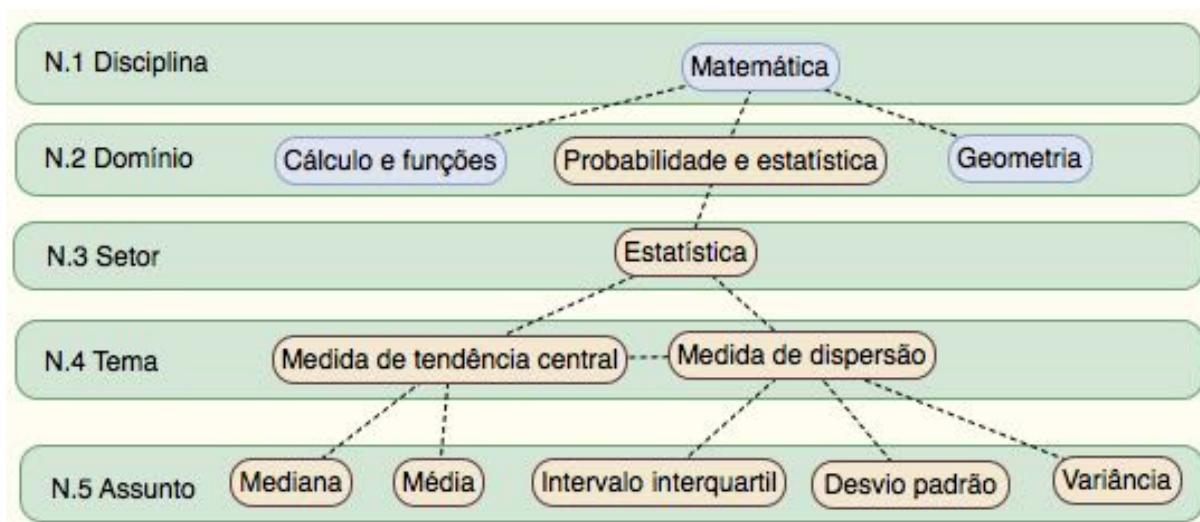 N.1 Disciplina
Matemática
N.2 Domínio
Cálculo e funções
Probabilidade e estatística
Geometria
N.3 Setor
Estatística
N.4 Tema
Medida de tendência central
Medida de dispersão
N.5 Assunto
Mediana
Média
Intervalo interquartil
Desvio padrão
Variância